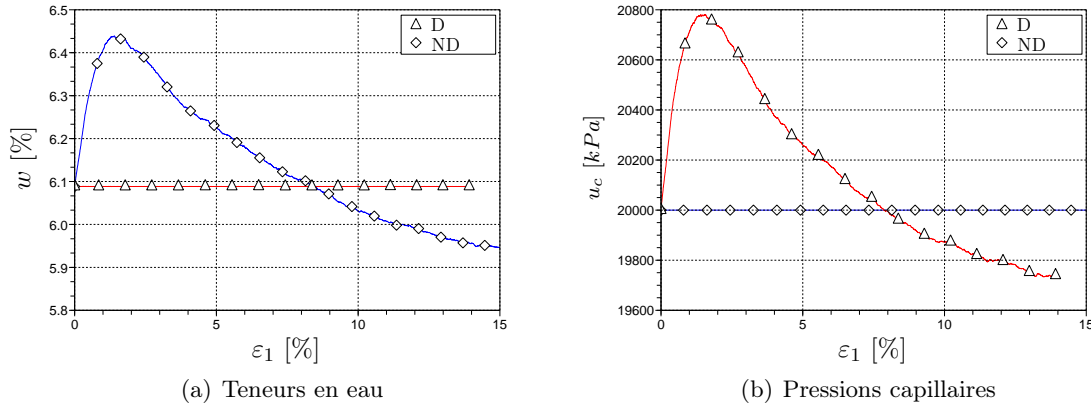 6.5
6.4
6.3
6.2
6.1
6.0
5.9
5.8
w [%]
D
ND
0
5
10
15
ε₁ [%]
(a) Teneurs en eau
20800
20600
20400
20200
20000
19800
19600
u_c [kPa]
D
ND
0
5
10
15
ε₁ [%]
(b) Pressions capillaires